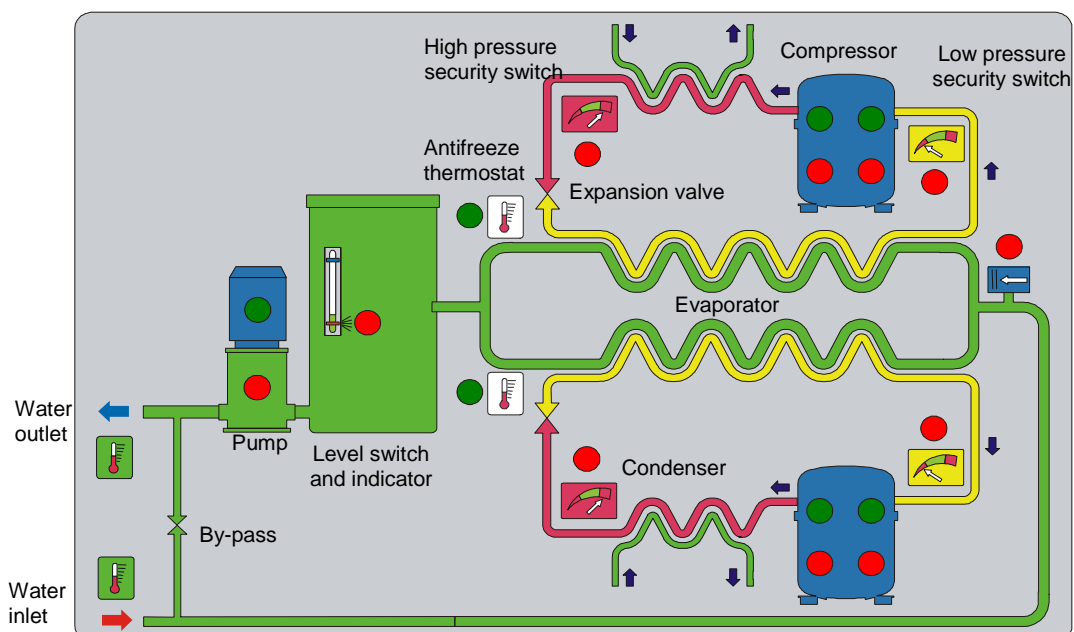 High pressure
security switch
Compressor
Low pressure
security switch
Antifreeze
thermostat
Expansion valve
Evaporator
Water
outlet
Pump
Level switch
and indicator
Condenser
By-pass
Water
inlet